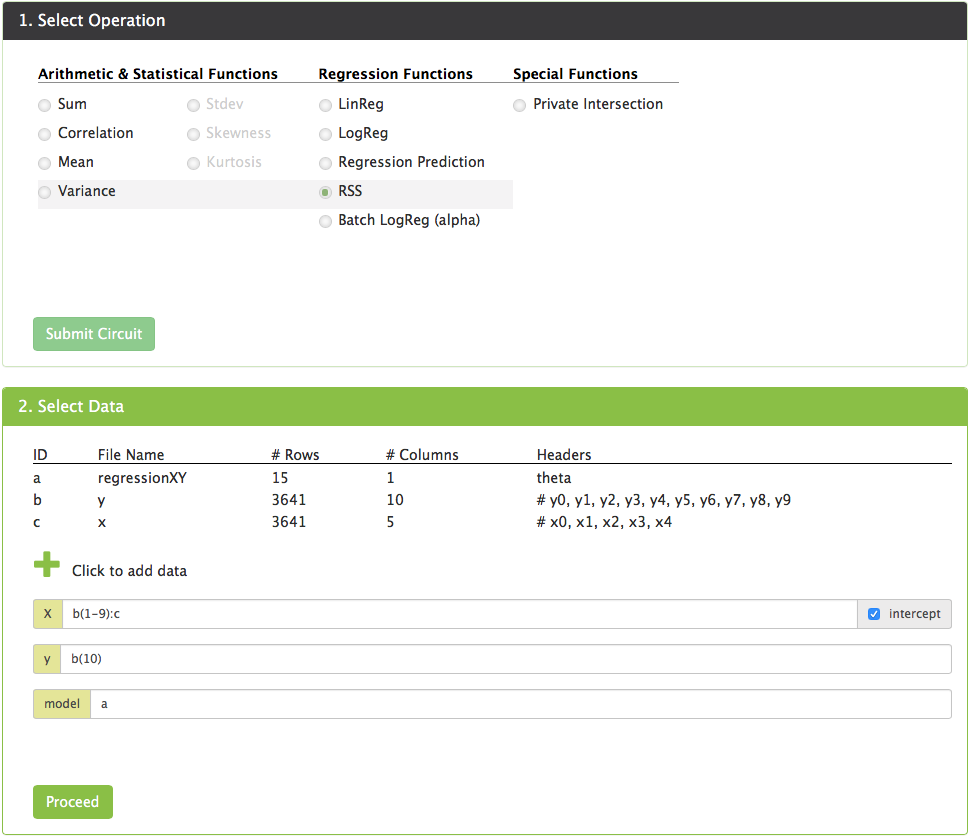 1. Select Operation
Arithmetic & Statistical Functions Regression Functions Special Functions
Sum Stdev LinReg Private Intersection
Correlation Skewness LogReg
Mean Kurtosis Regression Prediction
Variance RSS
Batch LogReg (alpha)
Submit Circuit
2. Select Data
ID File Name # Rows # Columns Headers
a regressionXY 15 1 theta
b y 3641 10 # y0, y1, y2, y3, y4, y5, y6, y7, y8, y9
c x 3641 5 # x0, x1, x2, x3, x4
Click to add data
X b(1-9):c intercept
y b(10)
model a
Proceed